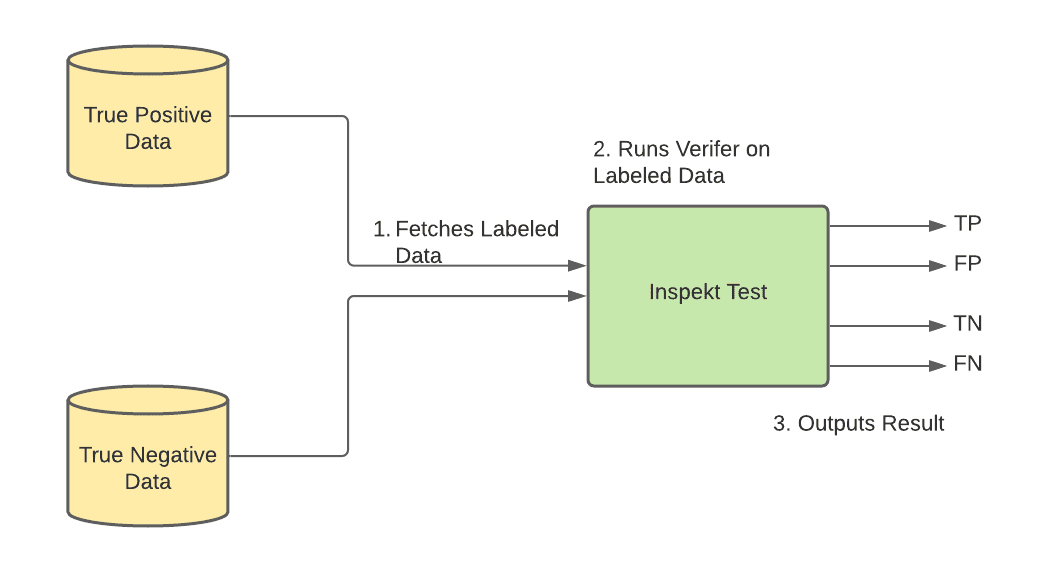 True Positive
Data
2. Runs Verifer on
Labeled Data
1. Fetches Labeled
Data
Inspekt Test
TP
FP
TN
FN
3. Outputs Result
True Negative
Data